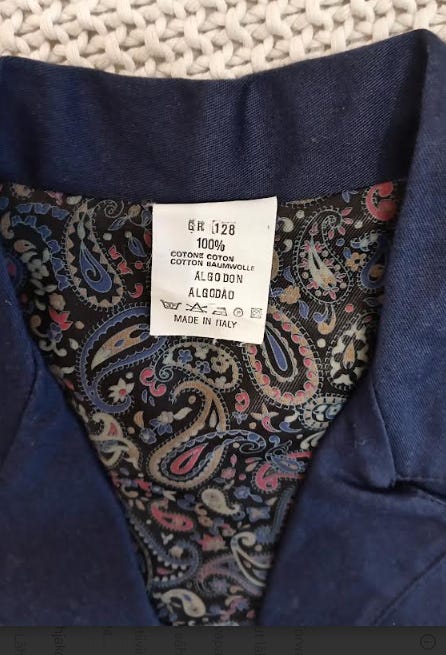 GR 128
100%
COTONE COTON
COTTON BAUMWOLLE
ALGODON
ALGODAO
MADE IN ITALY